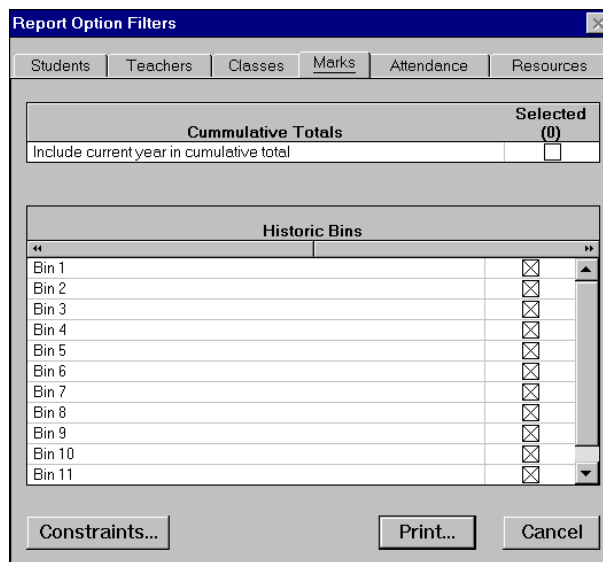 Report Option Filters
Students Teachers Classes Marks Attendance Resources
Cummulative Totals Selected (0)
Include current year in cumulative total
Historic Bins
Bin 1
Bin 2
Bin 3
Bin 4
Bin 5
Bin 6
Bin 7
Bin 8
Bin 9
Bin 10
Bin 11
Constraints... Print... Cancel